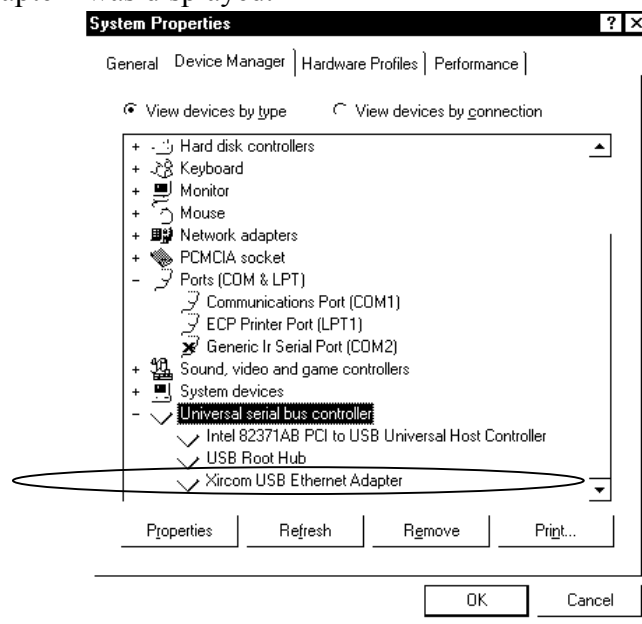 System Properties ? ×
General Device Manager Hardware Profiles Performance
View devices by type View devices by connection
+ Hard disk controllers
+ Keyboard
+ Monitor
+ Mouse
+ Network adapters
+ PCMCIA socket
- Ports (COM & LPT)
Communications Port (COM1)
ECP Printer Port (LPT1)
Generic Ir Serial Port (COM2)
+ Sound, video and game controllers
+ System devices
- Universal serial bus controller
Intel 82371AB PCI to USB Universal Host Controller
USB Root Hub
Xircom USB Ethernet Adapter
Properties Refresh Remove Print...
OK Cancel